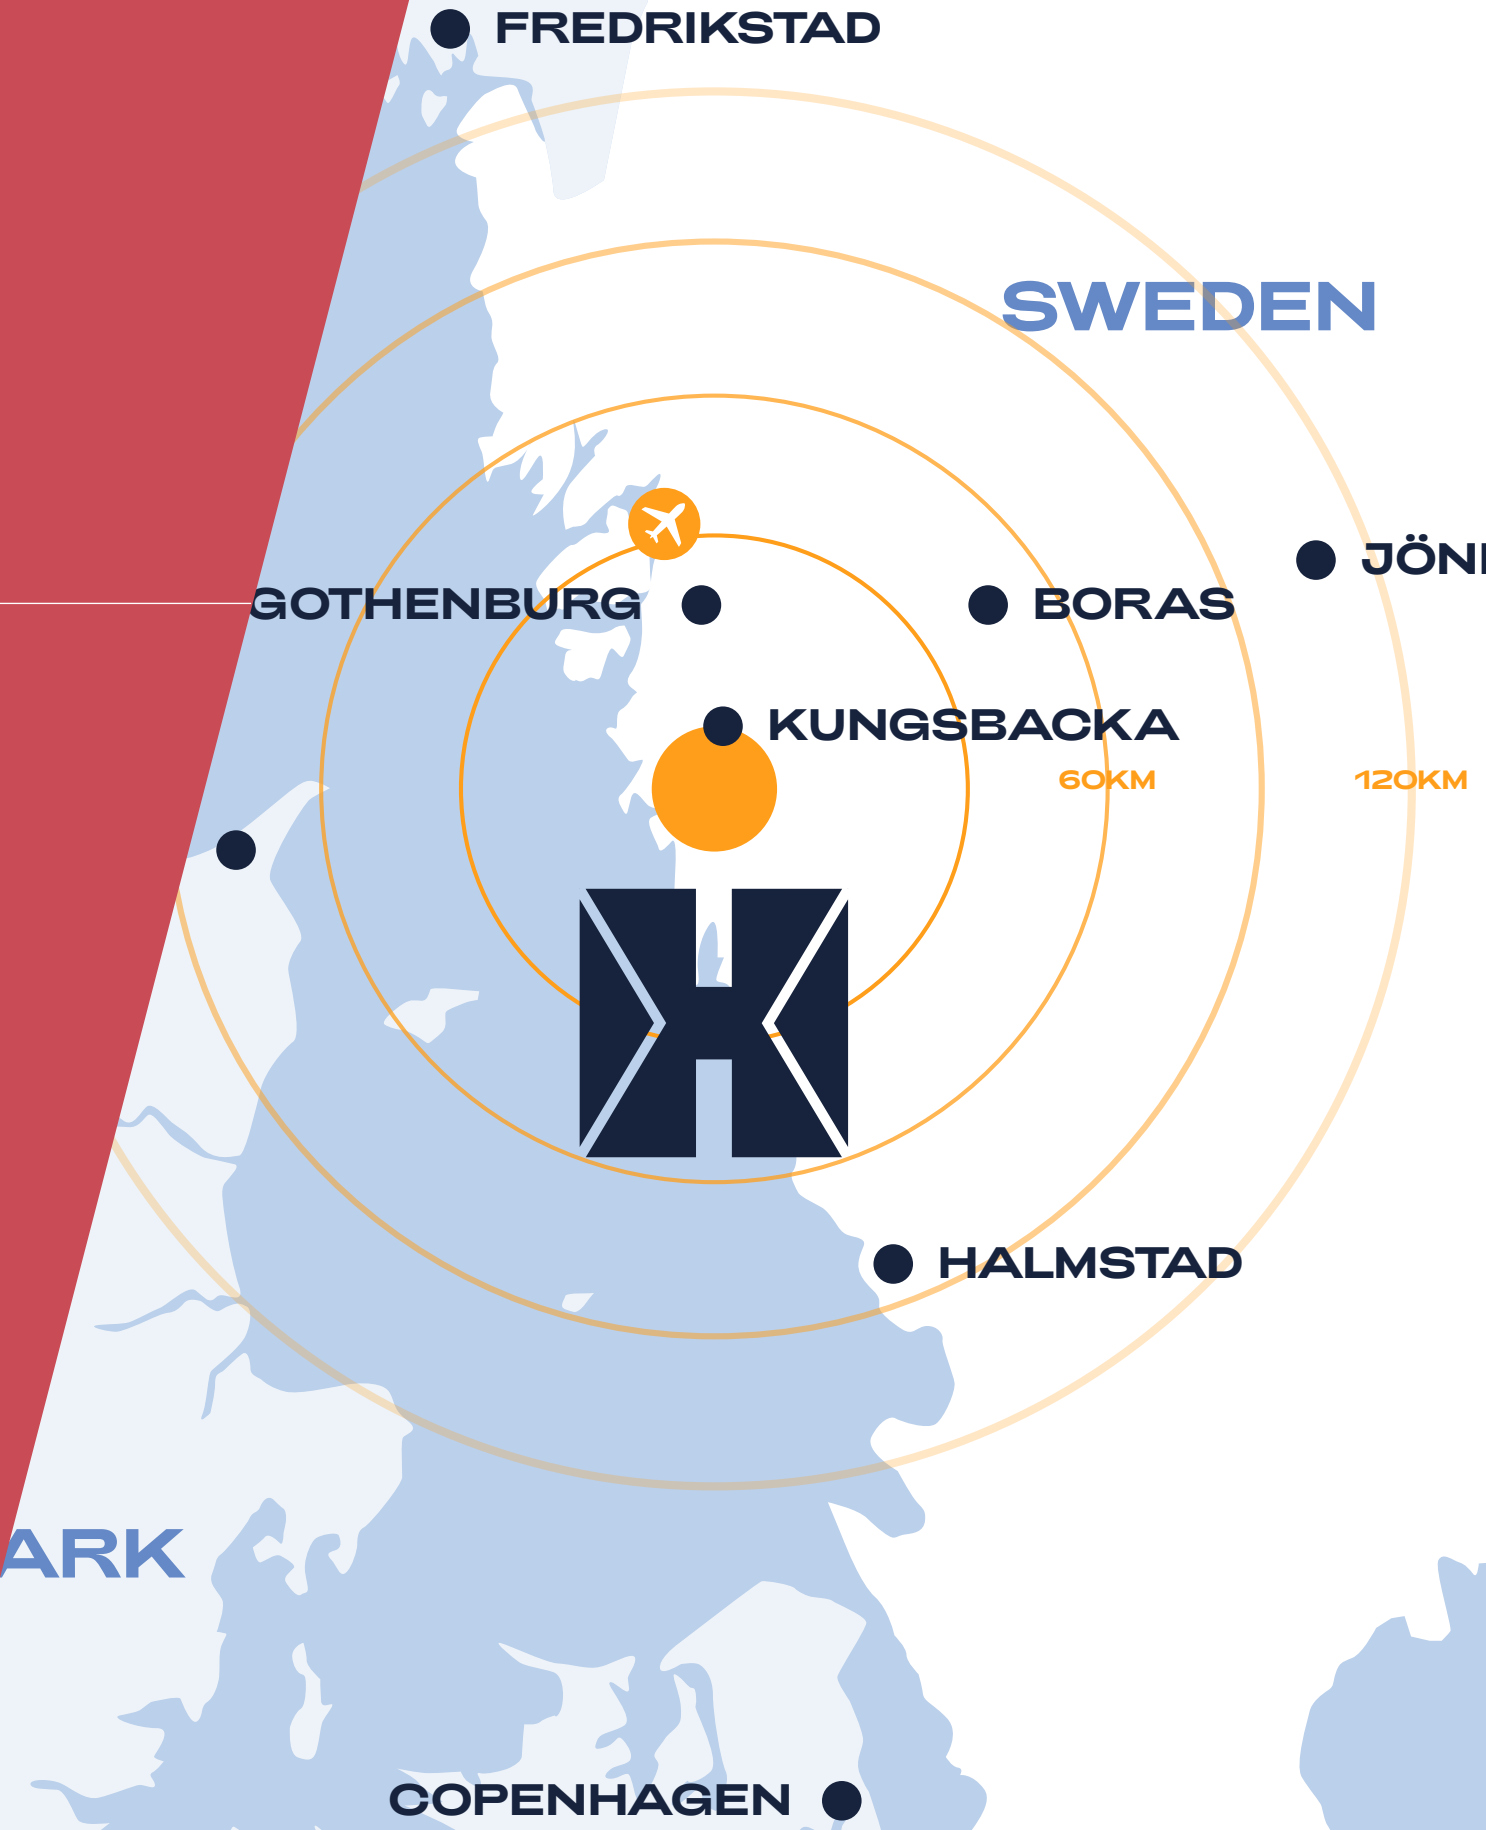 FREDRIKSTAD
SWEDEN
JÖN
GOTHENBURG
BORAS
KUNGSBACKA
60KM
120KM
HALMSTAD
ARK
COPENHAGEN